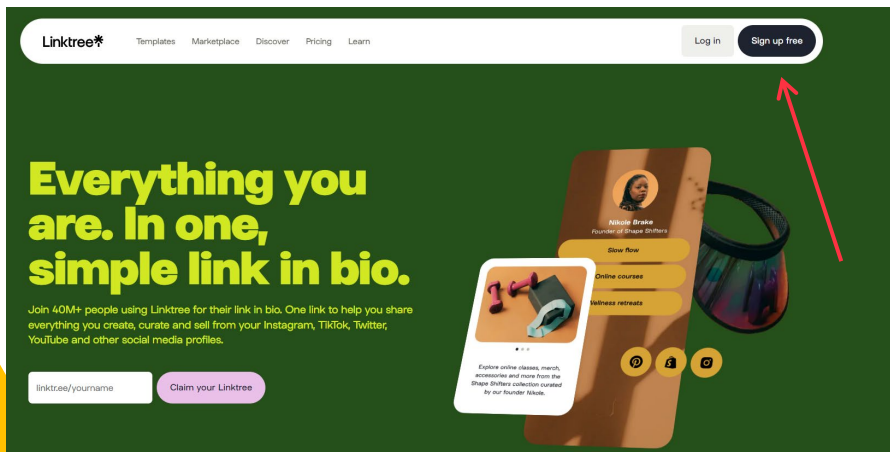 Linktree*
Templates Marketplace Discover Pricing Learn
Log in
Sign up free
Everything you
are. In one,
simple link in bio.
Join 40M+ people using Linktree for their link in bio. One link to help you share
everything you create, curate and sell from your Instagram, TikTok, Twitter,
YouTube and other social media profiles.
linktr.ee/yourname
Claim your Linktree
Nikole Brake
Founder of Shape Shifters
Slow flow
Online courses
Wellness retreats
Explore online classes, merch,
accessories and more from the
Shape Shifters collection curated
by our founder Nikole.